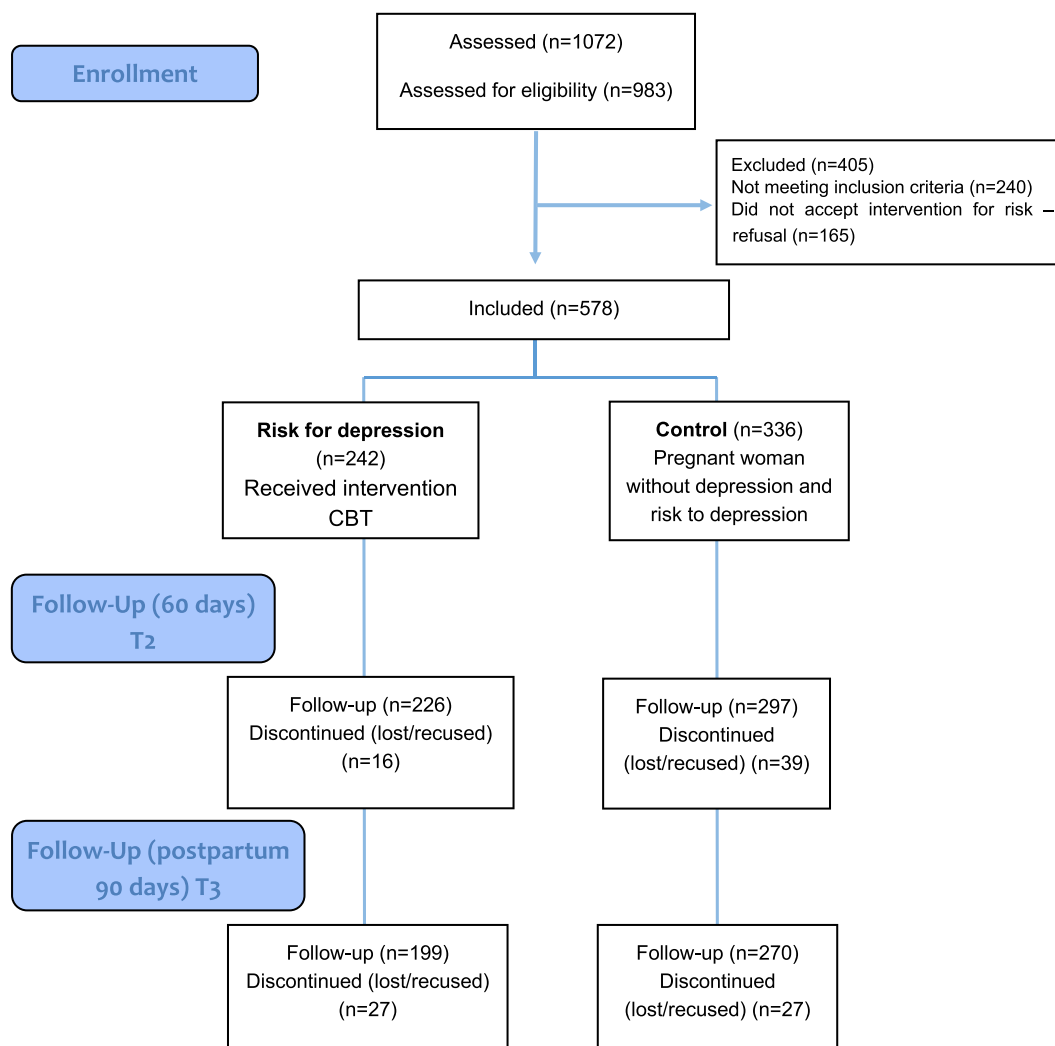 Assessed (n=1072)
Enrollment
Assessed for eligibility (n=983)
Excluded (n=405)
Not meeting inclusion criteria (n=240)
Did not accept intervention for risk –
refusal (n=165)
Included (n=578)
Risk for depression
(n=242)
Received intervention
CBT
Control (n=336)
Pregnant woman
without depression and
risk to depression
Follow-Up (60 days)
T2
Follow-up (n=226)
Discontinued (lost/recused)
(n=16)
Follow-up (n=297)
Discontinued
(lost/recused) (n=39)
Follow-Up (postpartum
90 days) T3
Follow-up (n=199)
Discontinued (lost/recused)
(n=27)
Follow-up (n=270)
Discontinued
(lost/recused) (n=27)